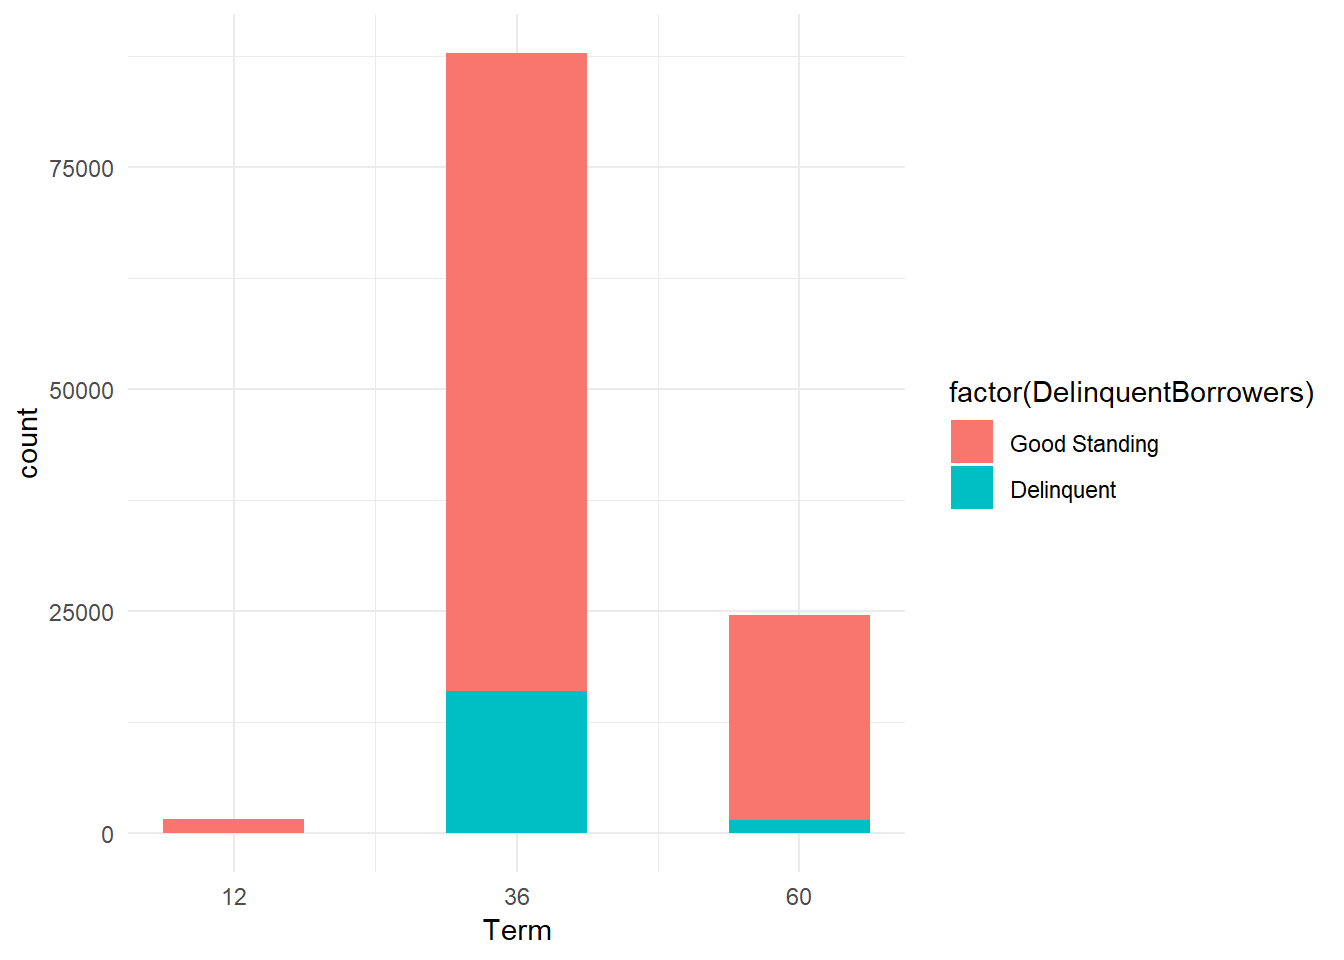 75000
50000
25000
0
count
12
36
60
Term
factor(DelinquentBorrowers)
Good Standing
Delinquent